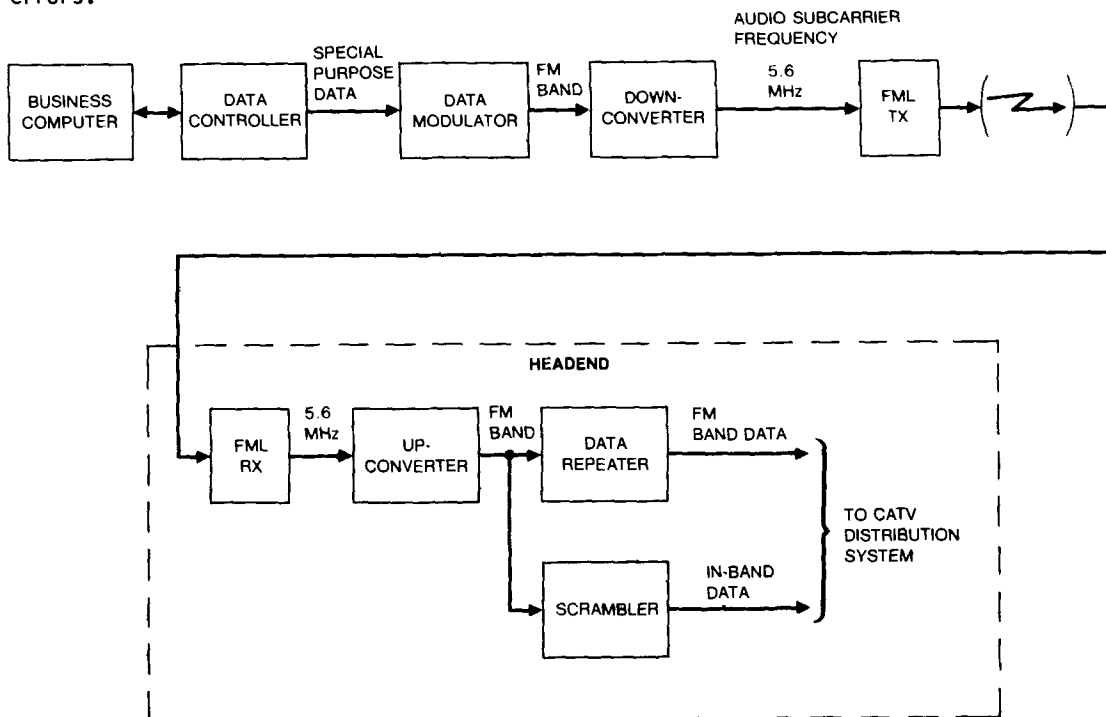 errors.
AUDIO SUBCARRIER
FREQUENCY
BUSINESS
COMPUTER
DATA
CONTROLLER
SPECIAL
PURPOSE
DATA
DATA
MODULATOR
FM
BAND
DOWN-
CONVERTER
5.6
MHz
FML
TX
HEADEND
FML
RX
5.6
MHz
UP-
CONVERTER
FM
BAND
DATA
REPEATER
FM
BAND DATA
SCRAMBLER
IN-BAND
DATA
TO CATV
DISTRIBUTION
SYSTEM